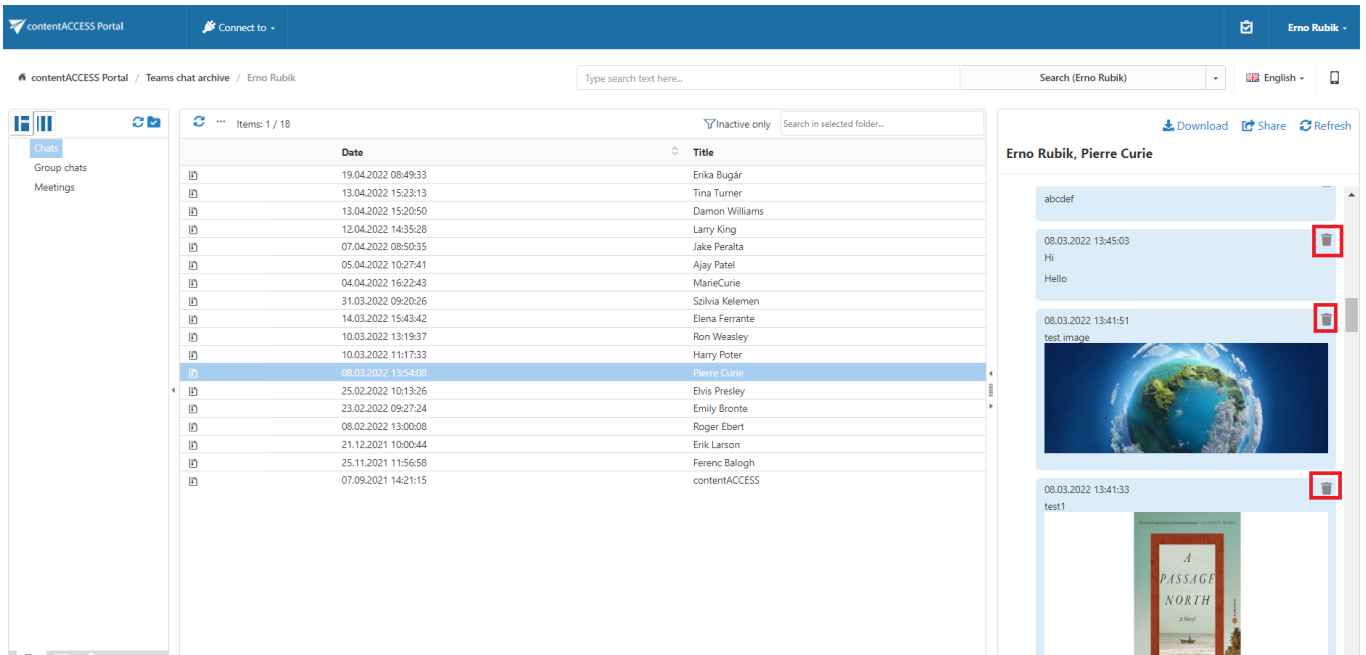 contentACCESS Portal
Connect to
Erno Rubik
contentACCESS Portal / Teams chat archive / Erno Rubik
Type search text here...
Search (Erno Rubik)
English
Items: 1 / 18
Inactive only
Search in selected folder...
Download
Share
Refresh
Chats
Group chats
Meetings
Date Title
19.04.2022 08:49:33 Erika Bugár
13.04.2022 15:23:13 Tina Turner
13.04.2022 15:20:50 Damon Williams
12.04.2022 14:35:28 Larry King
07.04.2022 08:50:35 Jake Peralta
05.04.2022 10:27:41 Ajay Patel
04.04.2022 16:22:43 MarieCurie
31.03.2022 09:20:26 Szilvia Kelemen
14.03.2022 15:43:42 Elena Ferrante
10.03.2022 13:19:37 Ron Weasley
10.03.2022 11:17:33 Harry Poter
08.03.2022 13:54:08 Pierre Curie
25.02.2022 10:13:26 Elvis Presley
23.02.2022 09:27:24 Emily Bronte
08.02.2022 13:00:08 Roger Ebert
21.12.2021 10:00:44 Erik Larson
25.11.2021 11:56:58 Ferenc Balogh
07.09.2021 14:21:15 contentACCESS
Erno Rubik, Pierre Curie
abcdef
08.03.2022 13:45:03
Hi
Hello
08.03.2022 13:41:51
test image
08.03.2022 13:41:33
test1
A
PASSAGE
NORTH
A Novel